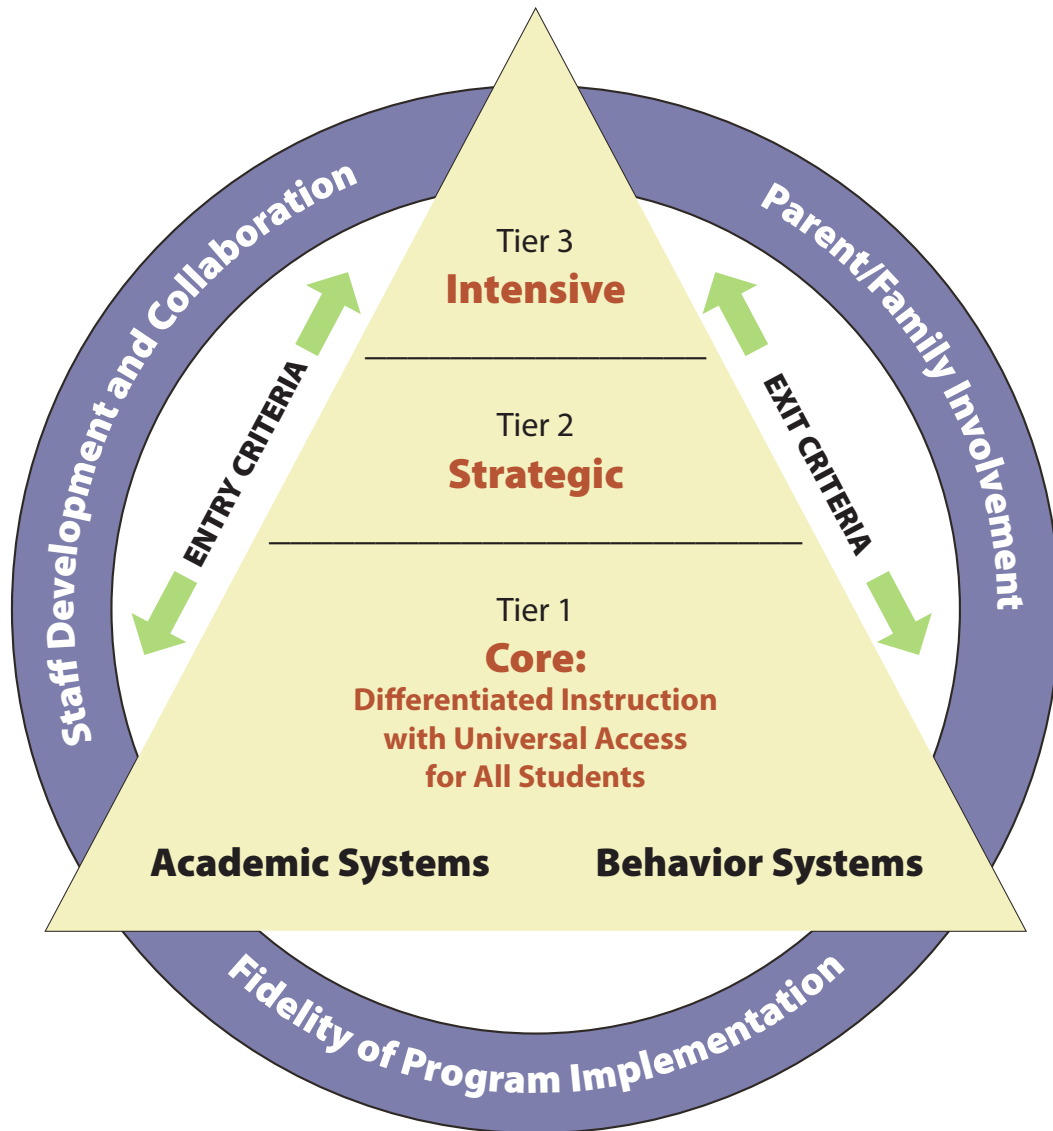 Staff Development and Collaboration
Parent/Family Involvement
Tier 3
Intensive
ENTRY CRITERIA
EXIT CRITERIA
Tier 2
Strategic
Tier 1
Core:
Differentiated Instruction
with Universal Access
for All Students
Academic Systems
Behavior Systems
Fidelity of Program Implementation